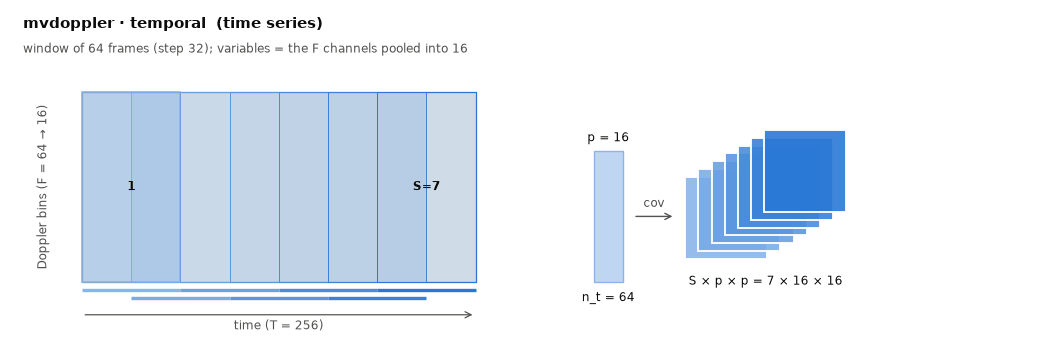 mvdoppler · temporal  (time series)
window of 64 frames (step 32); variables = the F channels pooled into 16
Doppler bins (F = 64 → 16)
1
S=7
time (T = 256)
p = 16
n_t = 64
cov
S × p × p = 7 × 16 × 16